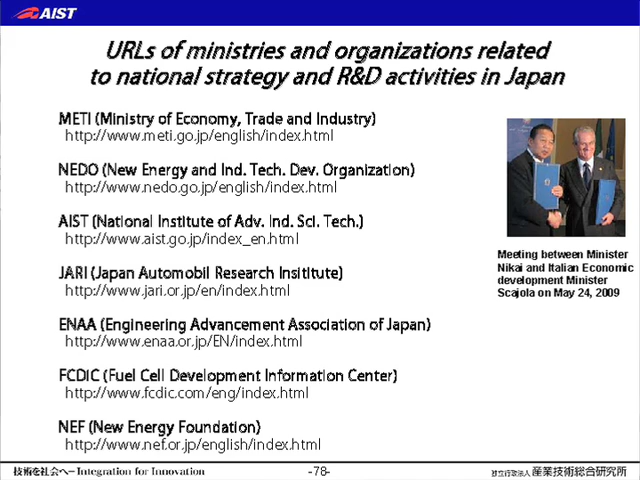 AIST
URLs of ministries and organizations related
to national strategy and R&D activities in Japan
METI (Ministry of Economy, Trade and Industry)
http://www.meti.go.jp/english/index.html
NEDO (New Energy and Ind. Tech. Dev. Organization)
http://www.nedo.go.jp/english/index.html
AIST (National Institute of Adv. Ind. Sci. Tech.)
http://www.aist.go.jp/index_en.html
JARI (Japan Automobil Research Insititute)
http://www.jari.or.jp/en/index.html
ENAA (Engineering Advancement Association of Japan)
http://www.enaa.or.jp/EN/index.html
FCDIC (Fuel Cell Development Information Center)
http://www.fcdic.com/eng/index.html
NEF (New Energy Foundation)
http://www.nef.or.jp/english/index.html
Meeting between Minister
Nikai and Italian Economic
development Minister
Scajola on May 24, 2009
技術を社会へ－Integration for Innovation
-78-
独立行政法人 産業技術総合研究所